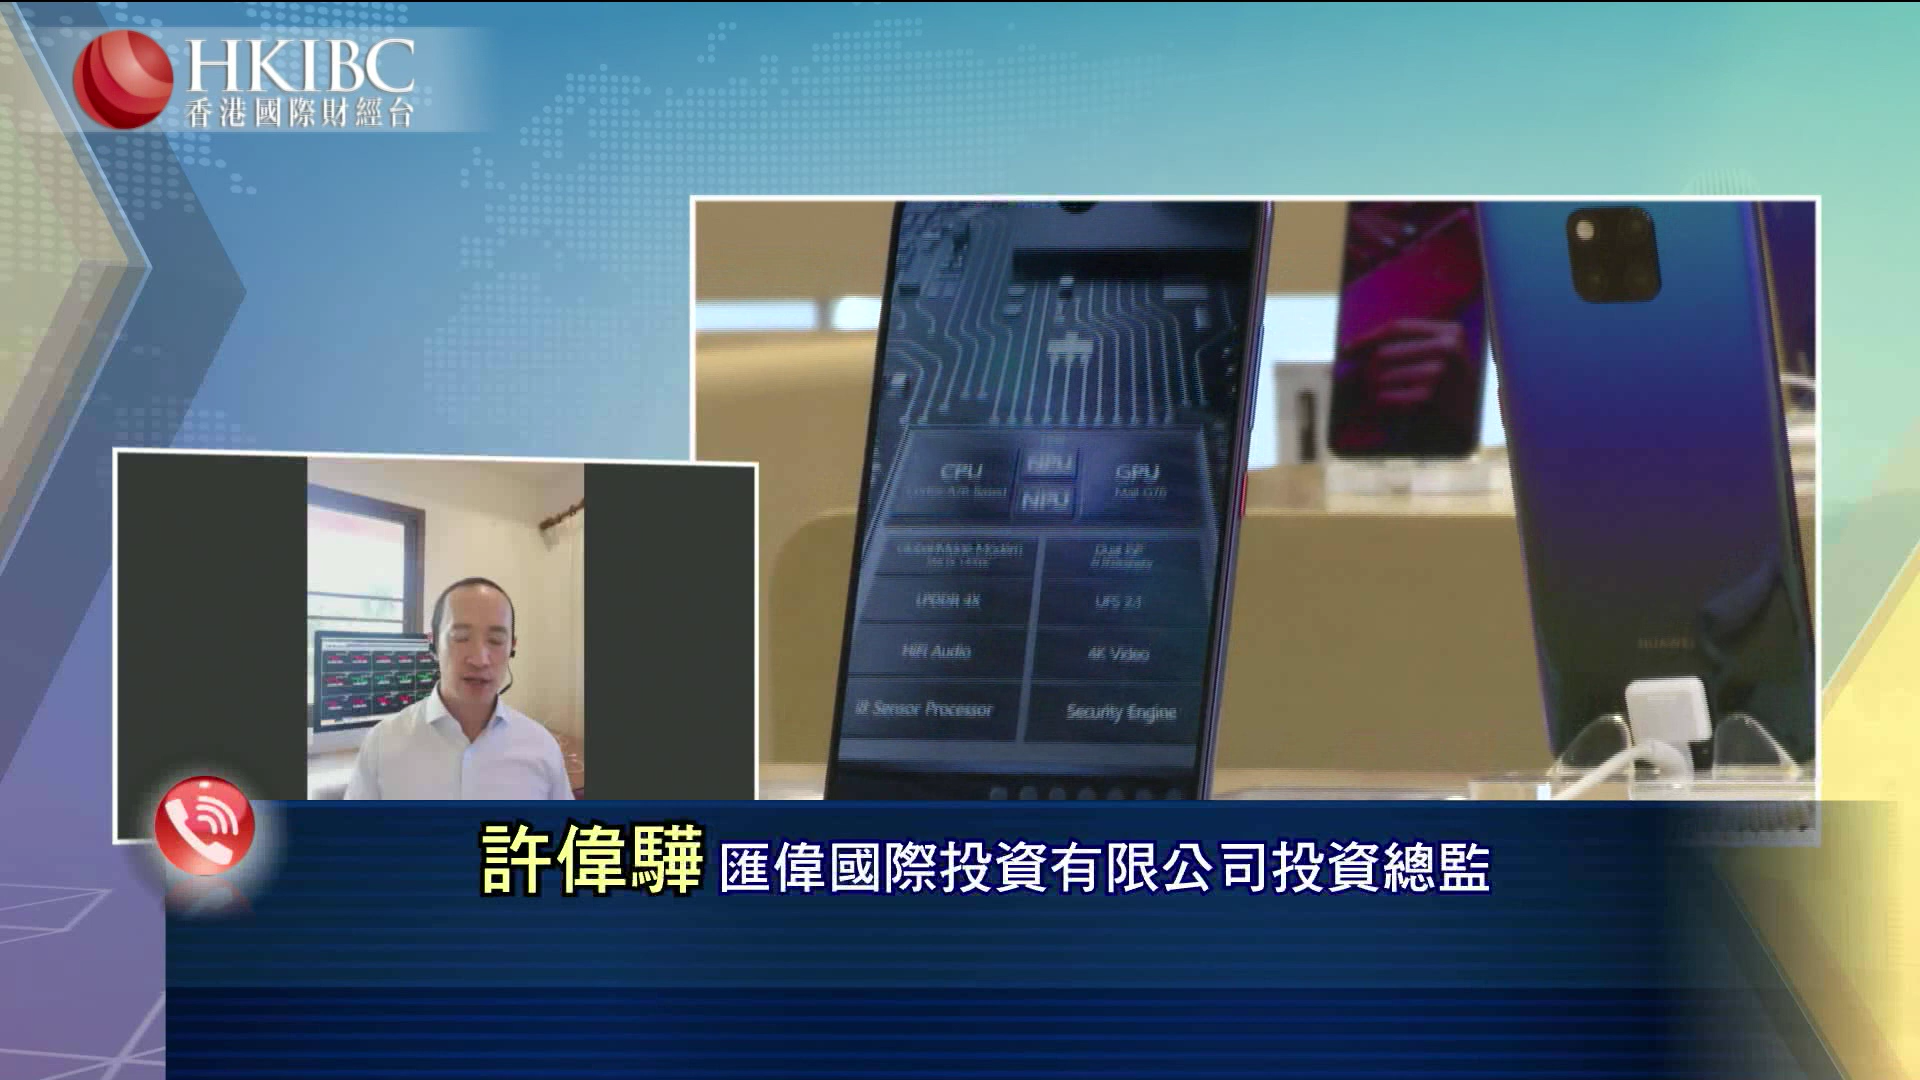 HKIBC
香港國際財經台
CPU
NPU
GPU
NPU
LPDDR 4X
UFS 2.1
HiFi Audio
4K Video
i8 Sensor Processor
Security Engine
HUAWEI
許偉驊 匯偉國際投資有限公司投資總監